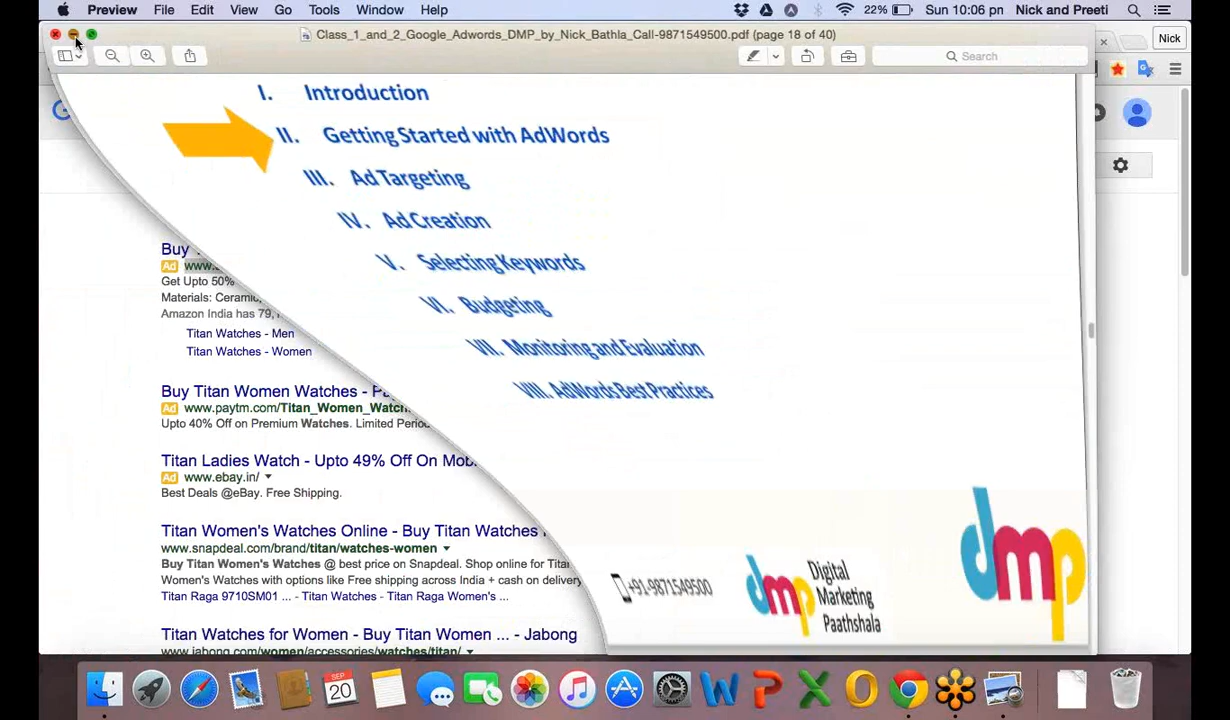 Preview File Edit View Go Tools Window Help 22% Sun 10:06 pm Nick and Preeti
Class_1_and_2_Google_Adwords_DMP_by_Nick_Bathla_Call-9871549500.pdf (page 18 of 40)
Nick
Search
I. Introduction
II. Getting Started with AdWords
III. Ad Targeting
IV. Ad Creation
V. Selecting Keywords
VI. Budgeting
VII. Monitoring and Evaluation
VIII. AdWords Best Practices
Buy
Ad www.
Get Upto 50%
Materials: Ceramic,
Amazon India has 79,
Titan Watches - Men
Titan Watches - Women
Buy Titan Women Watches -
Ad www.paytm.com/Titan_Women_Watch
Upto 40% Off on Premium Watches. Limited
Titan Ladies Watch - Upto 49% Off On
Ad www.ebay.in/
Best Deals @eBay. Free Shipping.
Titan Women's Watches Online - Buy Titan Watches
www.snapdeal.com/brand/titan/watches-women
Buy Titan Women's Watches @ best price on Snapdeal. Shop online for
Women's Watches with options like Free shipping across India + cash on delivery
Titan Raga 9710SM01 ... - Titan Watches - Titan Raga Women's ...
Titan Watches for Women - Buy Titan Women ... - Jabong
www.jabong.com/women/accessories/watches/titan/
+91-9871549500
dmp
Digital
Marketing
Paathshala
dmp
SEP
20